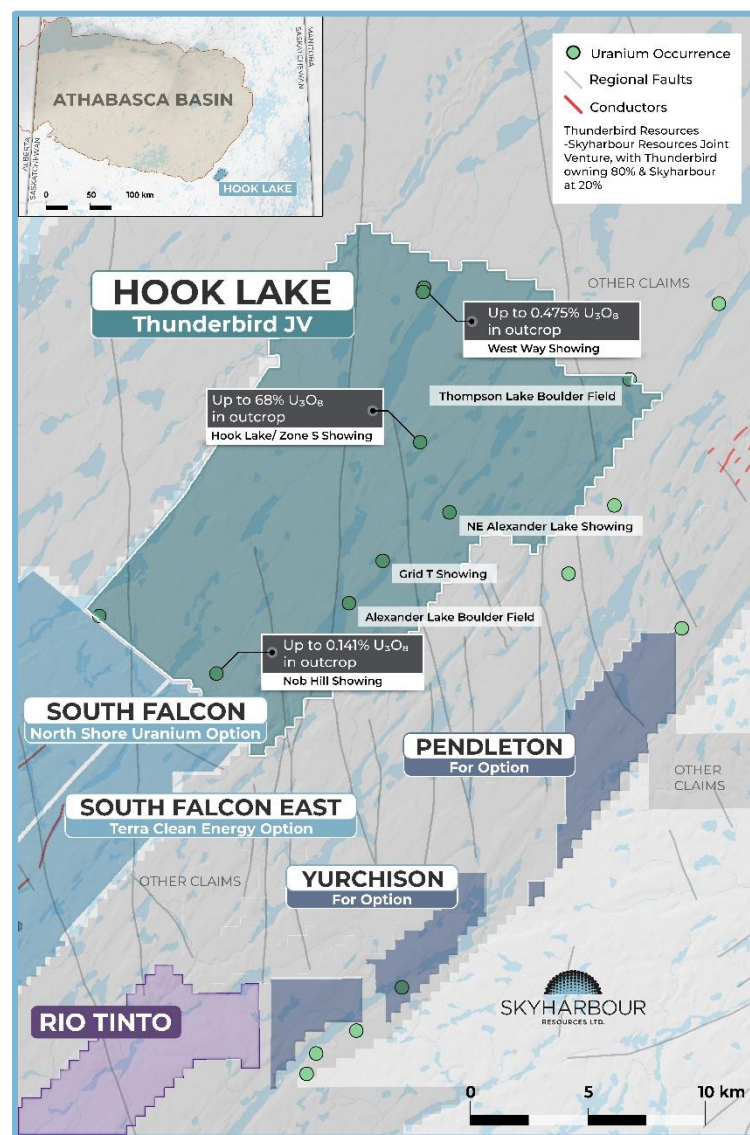 MANITOBA
SASKATCHEWAN
ATHABASCA BASIN
ALBERTA
SASKATCHEWAN
HOOK LAKE
0 50 100 km
Uranium Occurrence
Regional Faults
Conductors
Thunderbird Resources
-Skyharbour Resources Joint
Venture, with Thunderbird
owning 80% & Skyharbour
at 20%
OTHER CLAIMS
HOOK LAKE
Thunderbird JV
Up to 0.475% U₃O₈
in outcrop
West Way Showing
Thompson Lake Boulder Field
Up to 68% U₃O₈
in outcrop
Hook Lake/ Zone S Showing
NE Alexander Lake Showing
Grid T Showing
Alexander Lake Boulder Field
Up to 0.141% U₃O₈
in outcrop
Nob Hill Showing
SOUTH FALCON
North Shore Uranium Option
PENDLETON
For Option
OTHER
CLAIMS
SOUTH FALCON EAST
Terra Clean Energy Option
OTHER CLAIMS
YURCHISON
For Option
RIO TINTO
SKYHARBOUR
RESOURCES LTD.
0 5 10 km